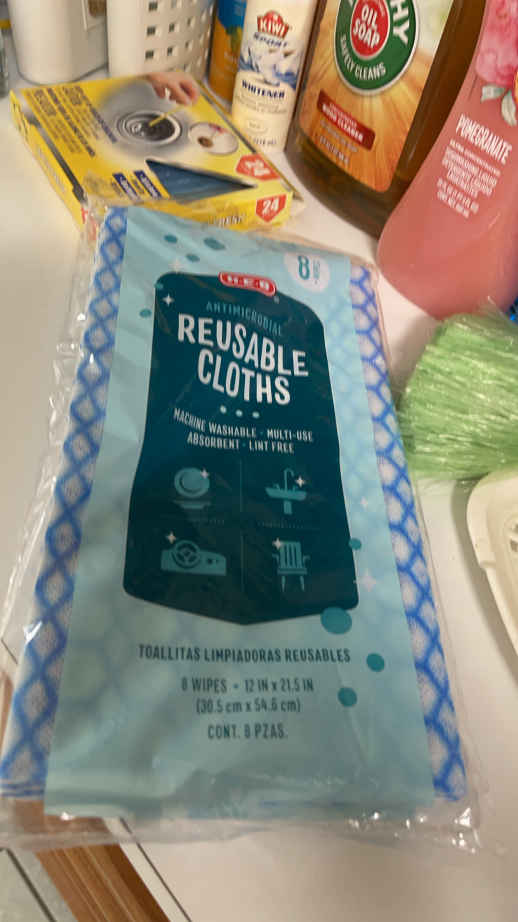 KIWI
SPORT
WHITENER
OIL
SOAP
SAFELY CLEANS
POMEGRANATE
24
24
8
H-E-B
ANTIMICROBIAL
REUSABLE
CLOTHS
MACHINE WASHABLE · MULTI-USE
ABSORBENT · LINT FREE
TOALLITAS LIMPIADORAS REUSABLES
8 WIPES • 12 IN x 21.5 IN
(30.5 cm x 54.6 cm)
CONT. 8 PZAS.